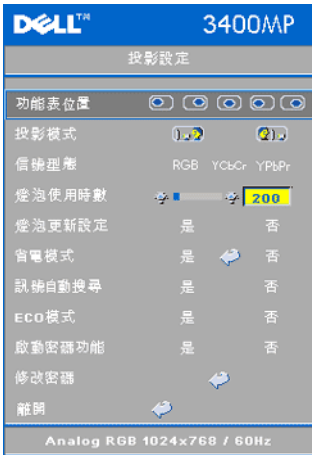 DELL™ 3400MP
投影設定
功能表位置
投影模式
信號型態 RGB YCbCr YPbPr
燈泡使用時數 200
燈泡更新設定 是 否
省電模式 是 否
訊號自動搜尋 是 否
ECO模式 是 否
啟動密碼功能 是 否
修改密碼
離開
Analog RGB 1024x768 / 60Hz